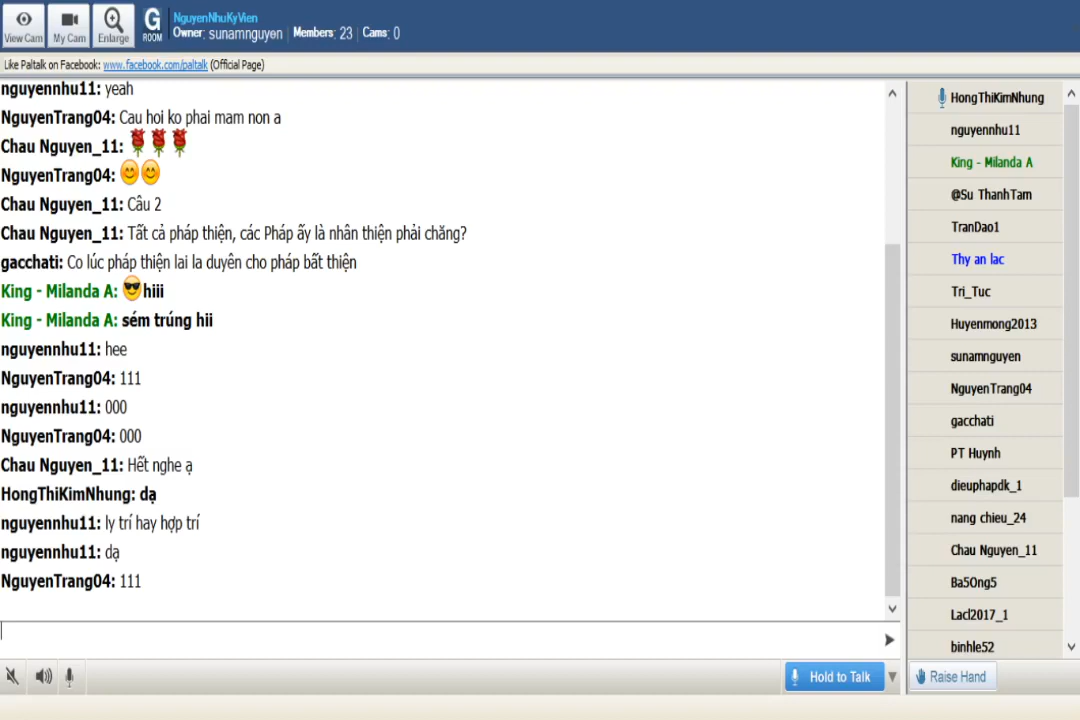 NguyenNhuKyVien
View Cam My Cam Enlarge G ROOM Owner: sunamnguyen Members: 23 Cams: 0
Like Paltalk on Facebook: www.facebook.com/paltalk (Official Page)
nguyennhu11: yeah
NguyenTrang04: Cau hoi ko phai mam non a
Chau Nguyen_11:
NguyenTrang04:
Chau Nguyen_11: Câu 2
Chau Nguyen_11: Tất cả pháp thiện, các Pháp ấy là nhân thiện phải chăng?
gacchati: Co lúc pháp thiện lai la duyên cho pháp bất thiện
King - Milanda A: hiii
King - Milanda A: sém trúng hii
nguyennhu11: hee
NguyenTrang04: 111
nguyennhu11: 000
NguyenTrang04: 000
Chau Nguyen_11: Hết nghe ạ
HongThiKimNhung: dạ
nguyennhu11: ly trí hay hợp trí
nguyennhu11: dạ
NguyenTrang04: 111
HongThiKimNhung
nguyennhu11
King - Milanda A
@Su ThanhTam
TranDao1
Thy an lac
Tri_Tuc
Huyenmong2013
sunamnguyen
NguyenTrang04
gacchati
PT Huynh
dieuphapdk_1
nang chieu_24
Chau Nguyen_11
Ba5Ong5
Lacl2017_1
binhle52
Hold to Talk
Raise Hand